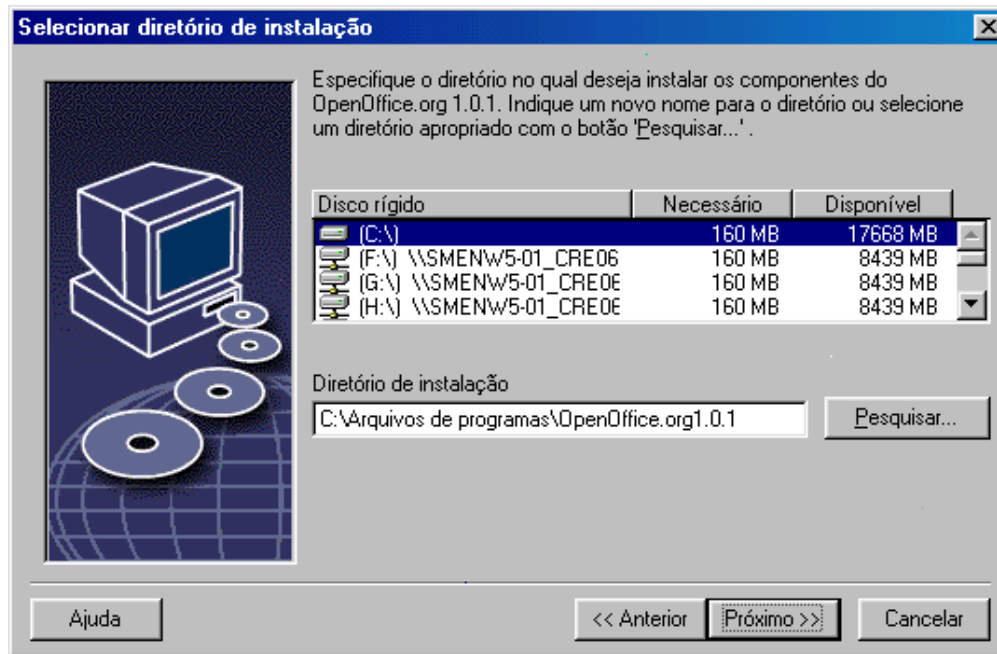 Selecionar diretório de instalação
Especifique o diretório no qual deseja instalar os componentes do
OpenOffice.org 1.0.1. Indique um novo nome para o diretório ou selecione
um diretório apropriado com o botão 'Pesquisar...' .
Disco rígido Necessário Disponível
(C:\) 160 MB 17668 MB
(F:\) \\SMENW5-01_CRE06 160 MB 8439 MB
(G:\) \\SMENW5-01_CRE06 160 MB 8439 MB
(H:\) \\SMENW5-01_CRE06 160 MB 8439 MB
Diretório de instalação
C:\Arquivos de programas\OpenOffice.org1.0.1 Pesquisar...
Ajuda << Anterior Próximo >> Cancelar